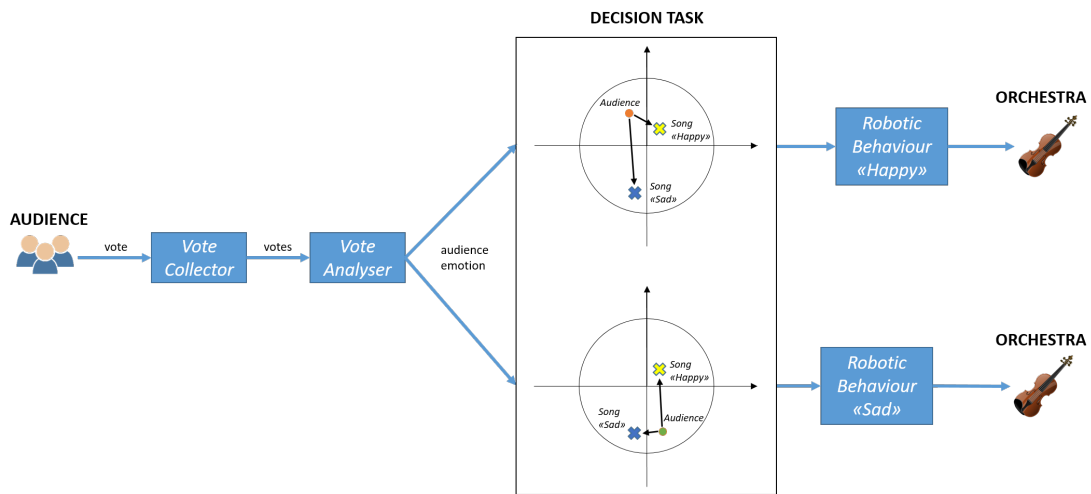 DECISION TASK
Audience
Song
«Happy»
Song
«Sad»
Robotic
Behaviour
«Happy»
ORCHESTRA
AUDIENCE
vote
Vote
Collector
votes
Vote
Analyser
audience
emotion
Song
«Happy»
Song
«Sad»
Audience
Robotic
Behaviour
«Sad»
ORCHESTRA